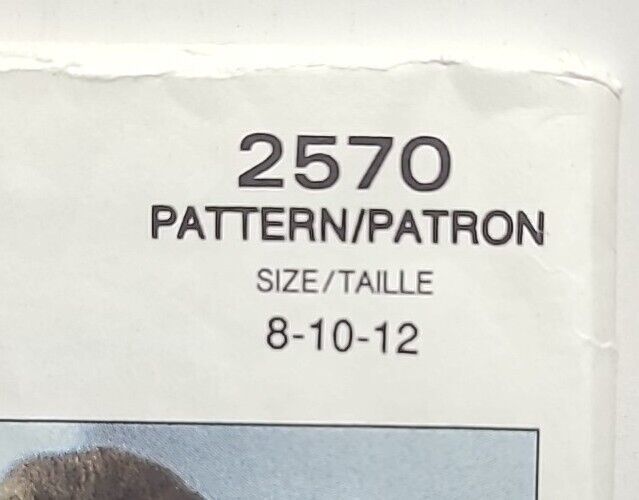 2570
PATTERN/PATRON
SIZE/TAILLE
8-10-12